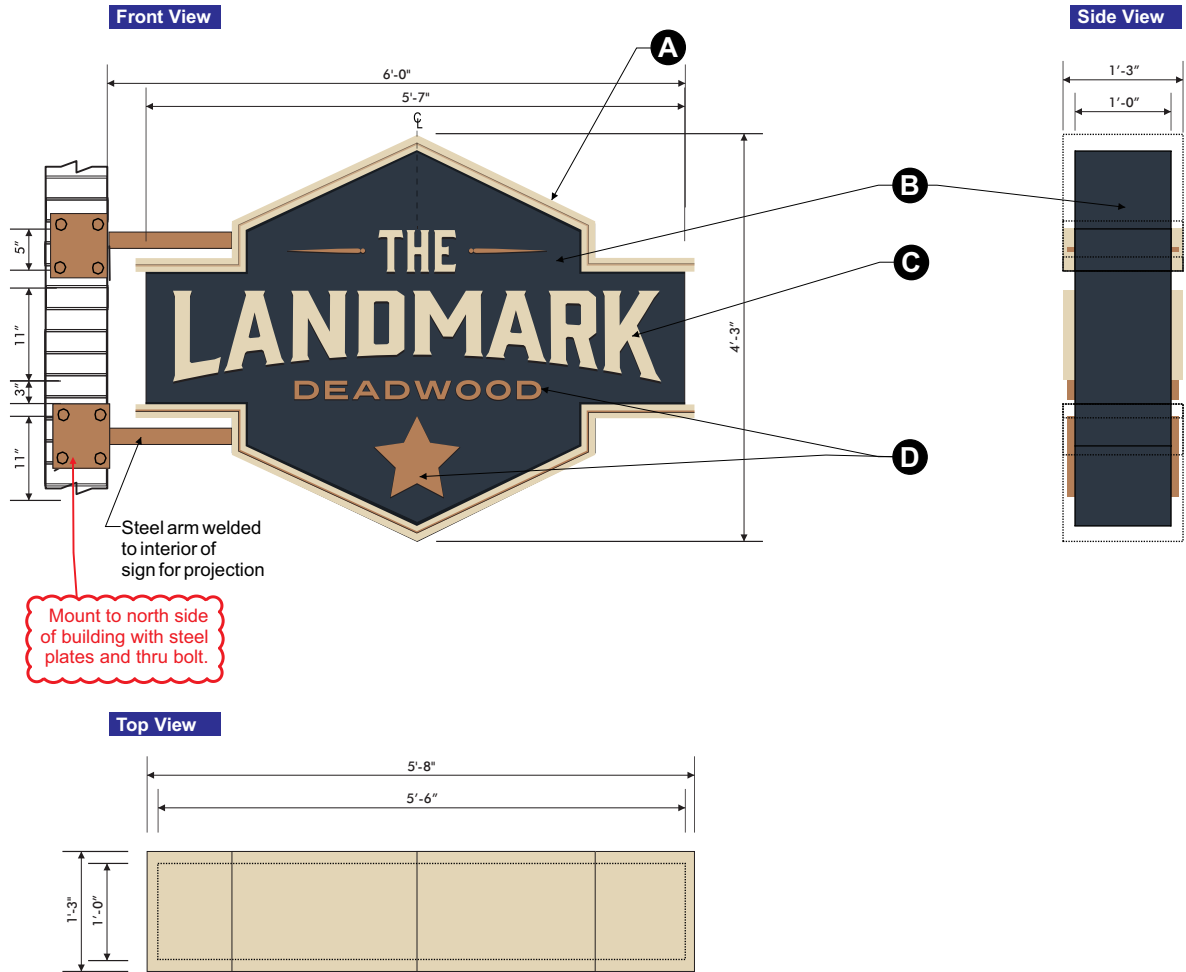 Front View
Side View
A
6'-0"
5'-7"
℄
1'-3"
1'-0"
B
THE
C
LANDMARK
DEADWOOD
D
5"
11"
3"
11"
4'-3"
Steel arm welded
to interior of
sign for projection
Mount to north side
of building with steel
plates and thru bolt.
Top View
5'-8"
5'-6"
1'-3"
1'-0"